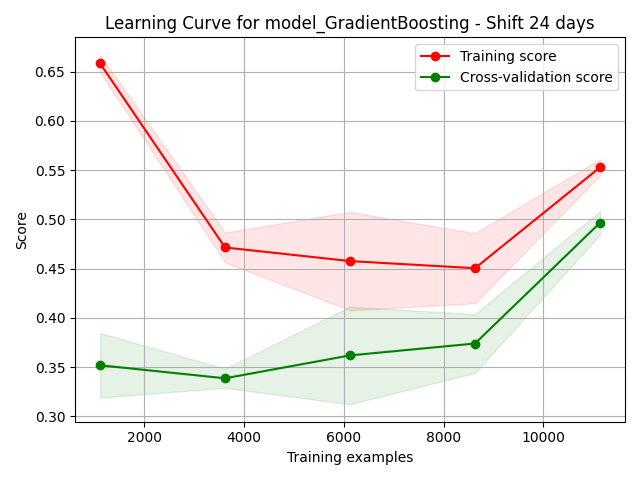 Learning Curve for model_GradientBoosting - Shift 24 days
Training score
Cross-validation score
Score
0.65
0.60
0.55
0.50
0.45
0.40
0.35
0.30
2000
4000
6000
8000
10000
Training examples